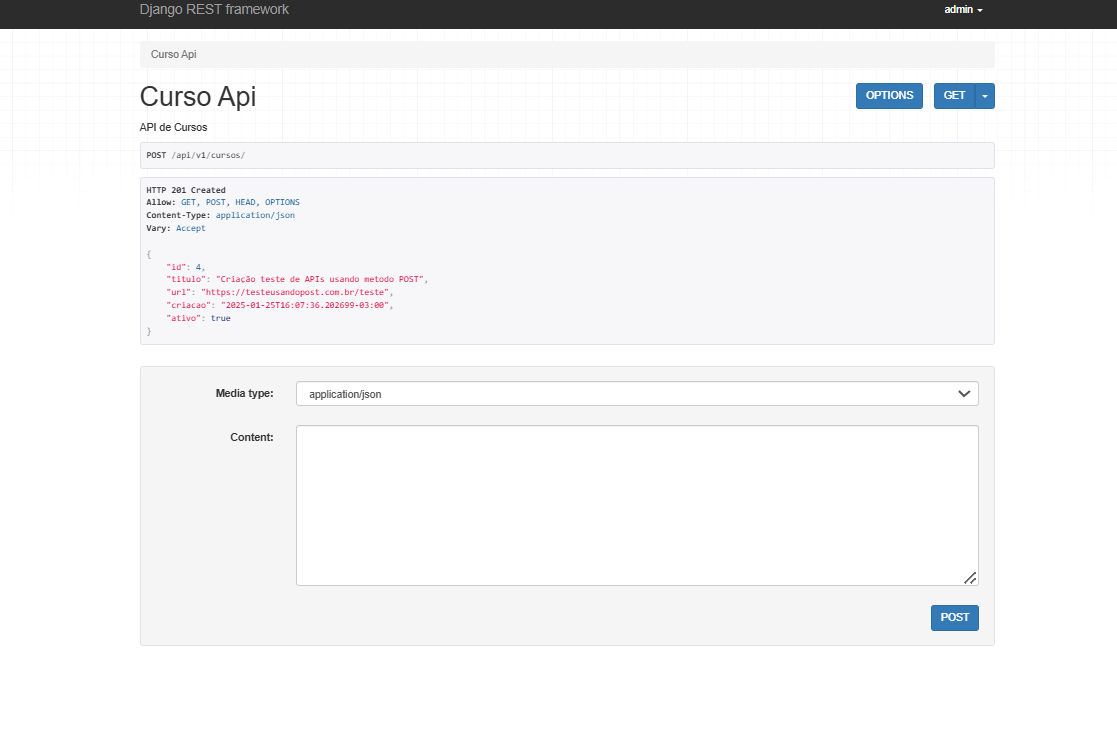 Django REST framework
admin
Curso Api
Curso Api
OPTIONS
GET
API de Cursos
POST /api/v1/cursos/
HTTP 201 Created
Allow: GET, POST, HEAD, OPTIONS
Content-Type: application/json
Vary: Accept
{
    "id": 4,
    "titulo": "Criação teste de APIs usando metodo POST",
    "url": "https://testeusandopost.com.br/teste",
    "criacao": "2025-01-25T16:07:36.202699-03:00",
    "ativo": true
}
Media type:
application/json
Content:
POST